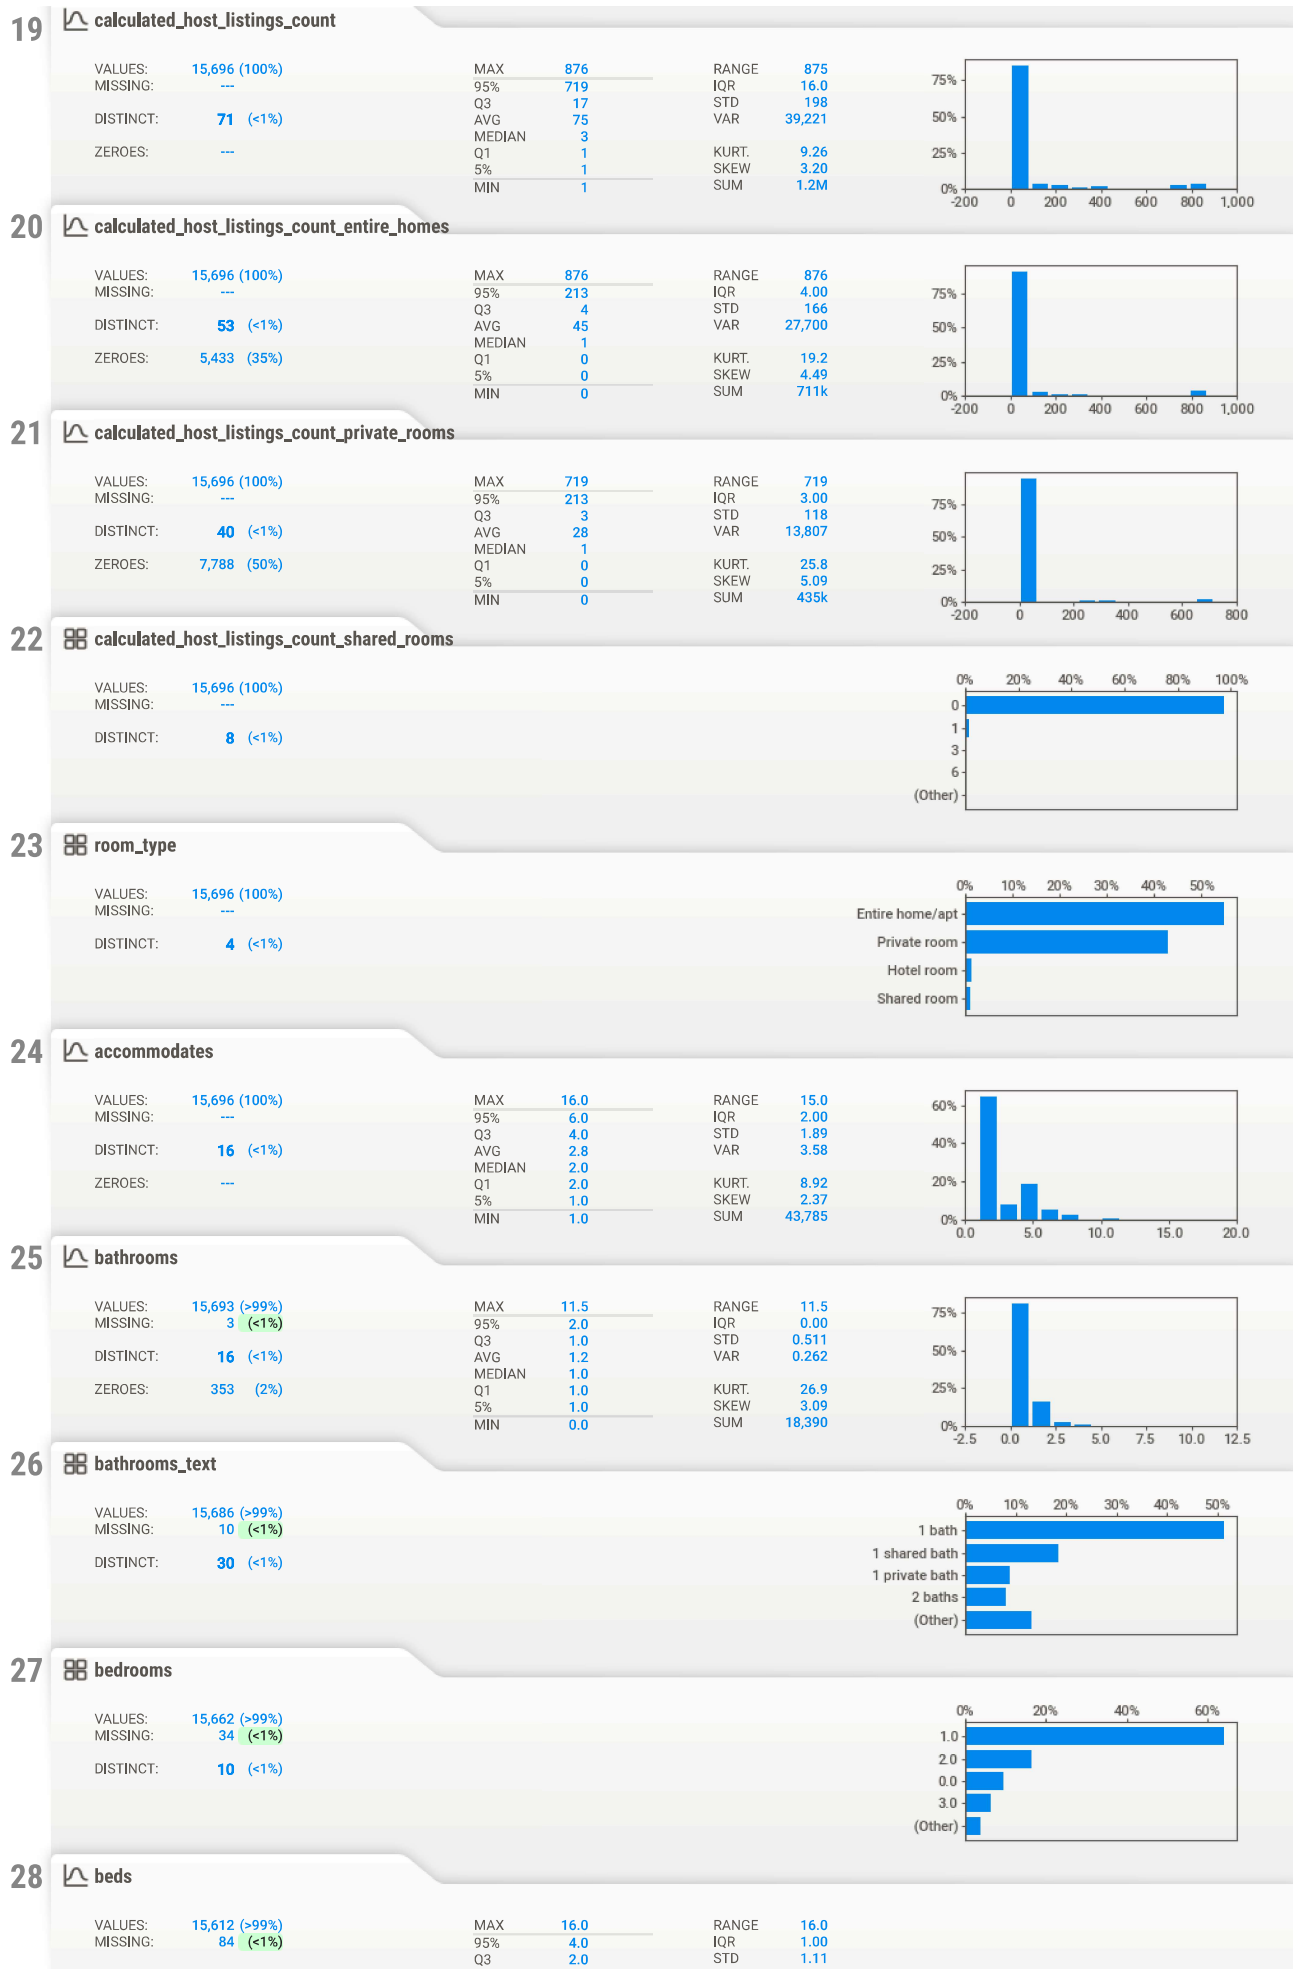 19 calculated_host_listings_count
VALUES: 15,696 (100%)
MISSING: ---
DISTINCT: 71 (<1%)
ZEROES: ---
MAX 876
95% 719
Q3 17
AVG 75
MEDIAN 3
Q1 1
5% 1
MIN 1
RANGE 875
IQR 16.0
STD 198
VAR 39,221
KURT. 9.26
SKEW 3.20
SUM 1.2M
75%
50%
25%
0%
-200 0 200 400 600 800 1,000
20 calculated_host_listings_count_entire_homes
VALUES: 15,696 (100%)
MISSING: ---
DISTINCT: 53 (<1%)
ZEROES: 5,433 (35%)
MAX 876
95% 213
Q3 4
AVG 45
MEDIAN 1
Q1 0
5% 0
MIN 0
RANGE 876
IQR 4.00
STD 166
VAR 27,700
KURT. 19.2
SKEW 4.49
SUM 711k
75%
50%
25%
0%
-200 0 200 400 600 800 1,000
21 calculated_host_listings_count_private_rooms
VALUES: 15,696 (100%)
MISSING: ---
DISTINCT: 40 (<1%)
ZEROES: 7,788 (50%)
MAX 719
95% 213
Q3 3
AVG 28
MEDIAN 1
Q1 0
5% 0
MIN 0
RANGE 719
IQR 3.00
STD 118
VAR 13,807
KURT. 25.8
SKEW 5.09
SUM 435k
75%
50%
25%
0%
-200 0 200 400 600 800
22 calculated_host_listings_count_shared_rooms
VALUES: 15,696 (100%)
MISSING: ---
DISTINCT: 8 (<1%)
0% 20% 40% 60% 80% 100%
0
1
3
6
(Other)
23 room_type
VALUES: 15,696 (100%)
MISSING: ---
DISTINCT: 4 (<1%)
0% 10% 20% 30% 40% 50%
Entire home/apt
Private room
Hotel room
Shared room
24 accommodates
VALUES: 15,696 (100%)
MISSING: ---
DISTINCT: 16 (<1%)
ZEROES: ---
MAX 16.0
95% 6.0
Q3 4.0
AVG 2.8
MEDIAN 2.0
Q1 2.0
5% 1.0
MIN 1.0
RANGE 15.0
IQR 2.00
STD 1.89
VAR 3.58
KURT. 8.92
SKEW 2.37
SUM 43,785
60%
40%
20%
0%
0.0 5.0 10.0 15.0 20.0
25 bathrooms
VALUES: 15,693 (>99%)
MISSING: 3 (<1%)
DISTINCT: 16 (<1%)
ZEROES: 353 (2%)
MAX 11.5
95% 2.0
Q3 1.0
AVG 1.2
MEDIAN 1.0
Q1 1.0
5% 1.0
MIN 0.0
RANGE 11.5
IQR 0.00
STD 0.511
VAR 0.262
KURT. 26.9
SKEW 3.09
SUM 18,390
75%
50%
25%
0%
-2.5 0.0 2.5 5.0 7.5 10.0 12.5
26 bathrooms_text
VALUES: 15,686 (>99%)
MISSING: 10 (<1%)
DISTINCT: 30 (<1%)
0% 10% 20% 30% 40% 50%
1 bath
1 shared bath
1 private bath
2 baths
(Other)
27 bedrooms
VALUES: 15,662 (>99%)
MISSING: 34 (<1%)
DISTINCT: 10 (<1%)
0% 20% 40% 60%
1.0
2.0
0.0
3.0
(Other)
28 beds
VALUES: 15,612 (>99%)
MISSING: 84 (<1%)
MAX 16.0
95% 4.0
Q3 2.0
RANGE 16.0
IQR 1.00
STD 1.11